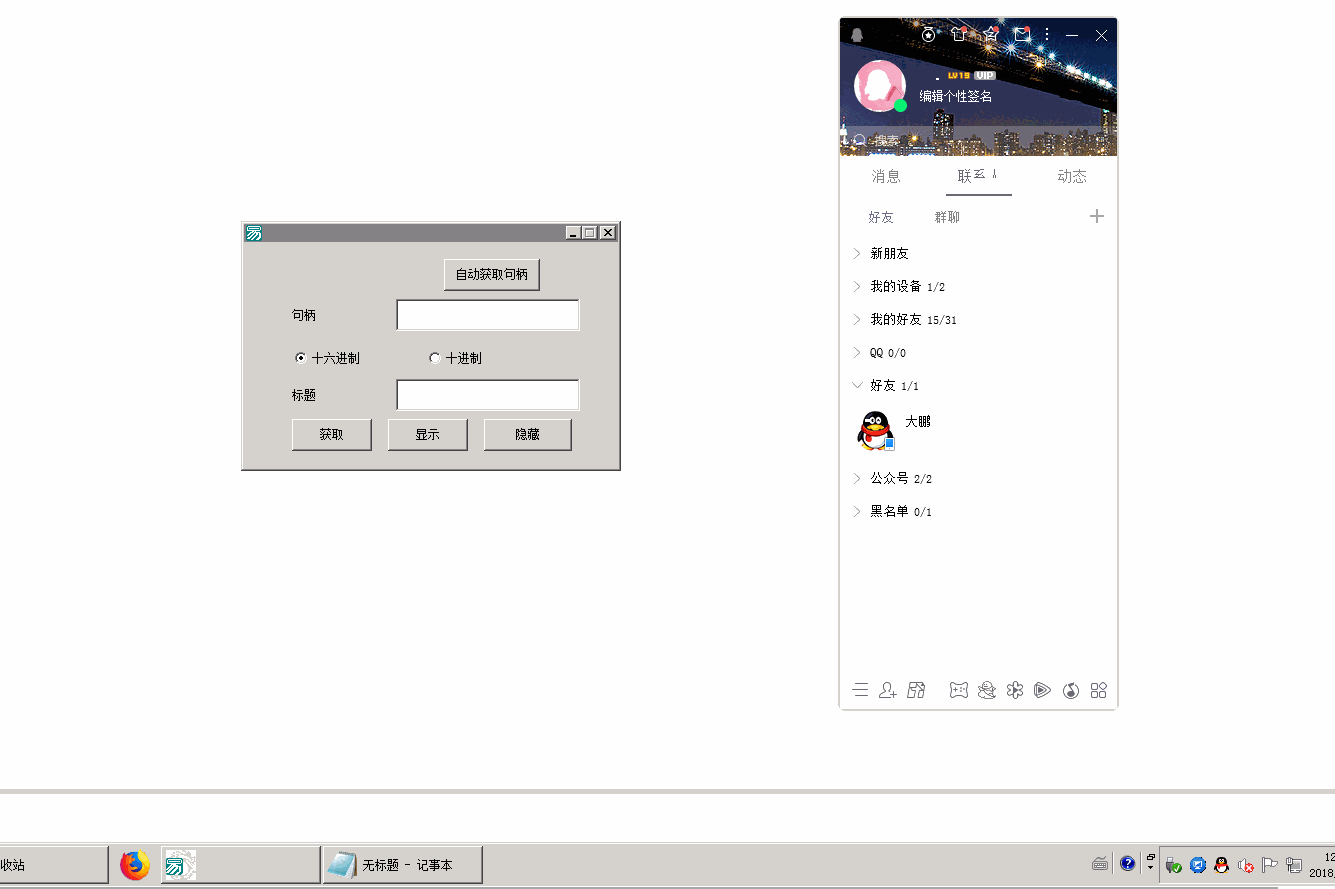 LV19 VIP
编辑个性签名
搜索
消息 联系人 动态
好友 群聊
新朋友
我的设备 1/2
我的好友 15/31
QQ 0/0
好友 1/1
大鹏
公众号 2/2
黑名单 0/1
自动获取句柄
句柄
十六进制 十进制
标题
获取 显示 隐藏
收站
易
无标题 - 记事本
12
2018